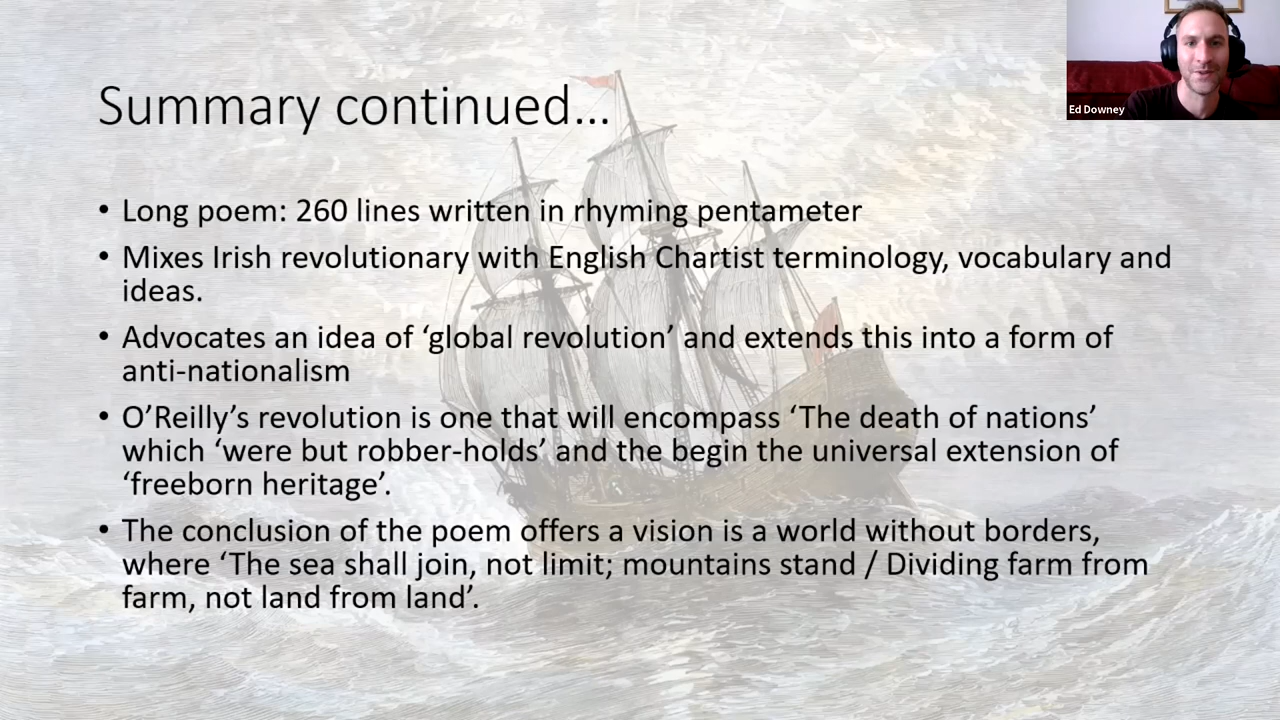 Summary continued...
• Long poem: 260 lines written in rhyming pentameter
• Mixes Irish revolutionary with English Chartist terminology, vocabulary and
ideas.
• Advocates an idea of ‘global revolution’ and extends this into a form of
anti-nationalism
• O’Reilly’s revolution is one that will encompass ‘The death of nations’
which ‘were but robber-holds’ and the begin the universal extension of
‘freeborn heritage’.
• The conclusion of the poem offers a vision is a world without borders,
where ‘The sea shall join, not limit; mountains stand / Dividing farm from
farm, not land from land’.
Ed Downey